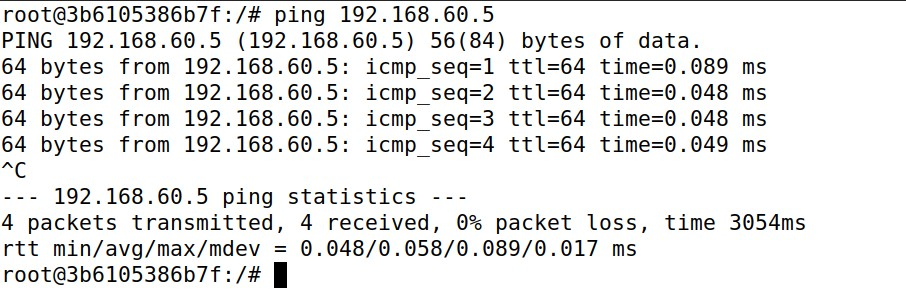 root@3b6105386b7f:/# ping 192.168.60.5
PING 192.168.60.5 (192.168.60.5) 56(84) bytes of data.
64 bytes from 192.168.60.5: icmp_seq=1 ttl=64 time=0.089 ms
64 bytes from 192.168.60.5: icmp_seq=2 ttl=64 time=0.048 ms
64 bytes from 192.168.60.5: icmp_seq=3 ttl=64 time=0.048 ms
64 bytes from 192.168.60.5: icmp_seq=4 ttl=64 time=0.049 ms
^C
--- 192.168.60.5 ping statistics ---
4 packets transmitted, 4 received, 0% packet loss, time 3054ms
rtt min/avg/max/mdev = 0.048/0.058/0.089/0.017 ms
root@3b6105386b7f:/#